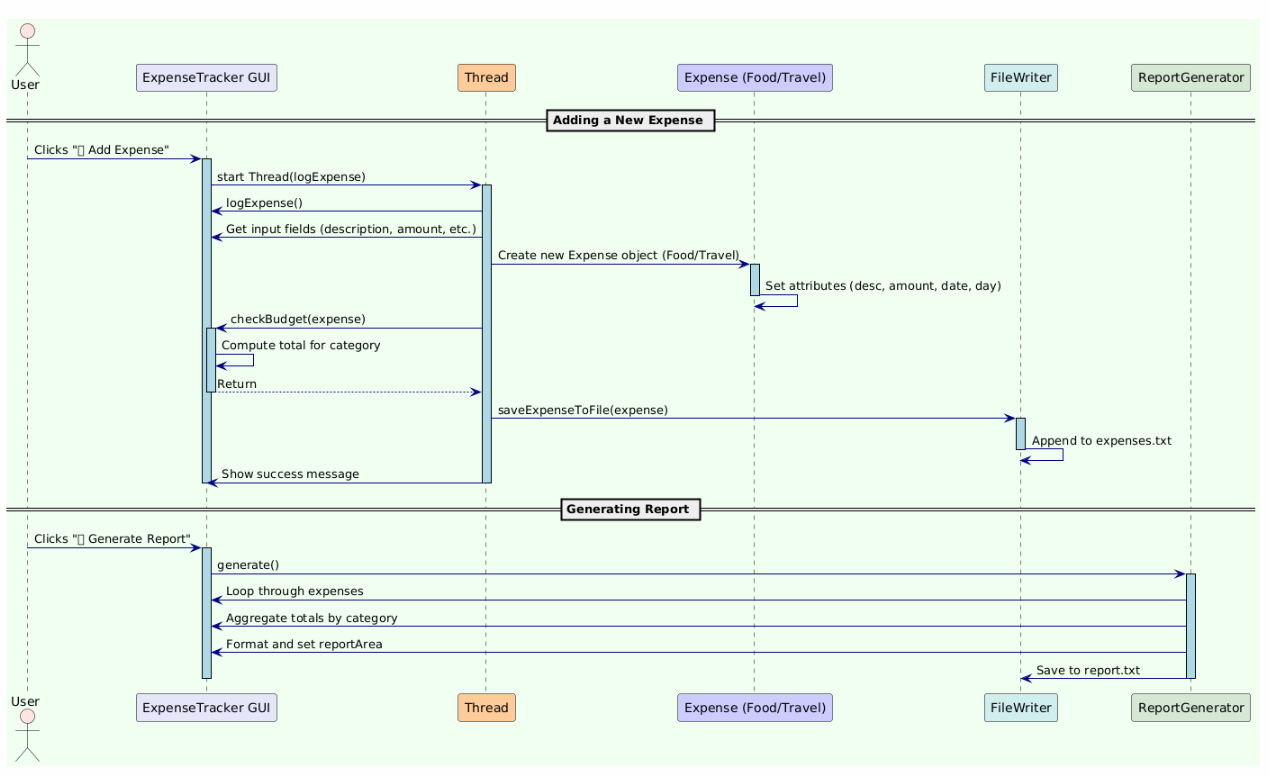 User
ExpenseTracker GUI
Thread
Expense (Food/Travel)
FileWriter
ReportGenerator
Adding a New Expense
Clicks "▯ Add Expense"
start Thread(logExpense)
logExpense()
Get input fields (description, amount, etc.)
Create new Expense object (Food/Travel)
Set attributes (desc, amount, date, day)
checkBudget(expense)
Compute total for category
Return
saveExpenseToFile(expense)
Append to expenses.txt
Show success message
Generating Report
Clicks "▯ Generate Report"
generate()
Loop through expenses
Aggregate totals by category
Format and set reportArea
Save to report.txt
User
ExpenseTracker GUI
Thread
Expense (Food/Travel)
FileWriter
ReportGenerator